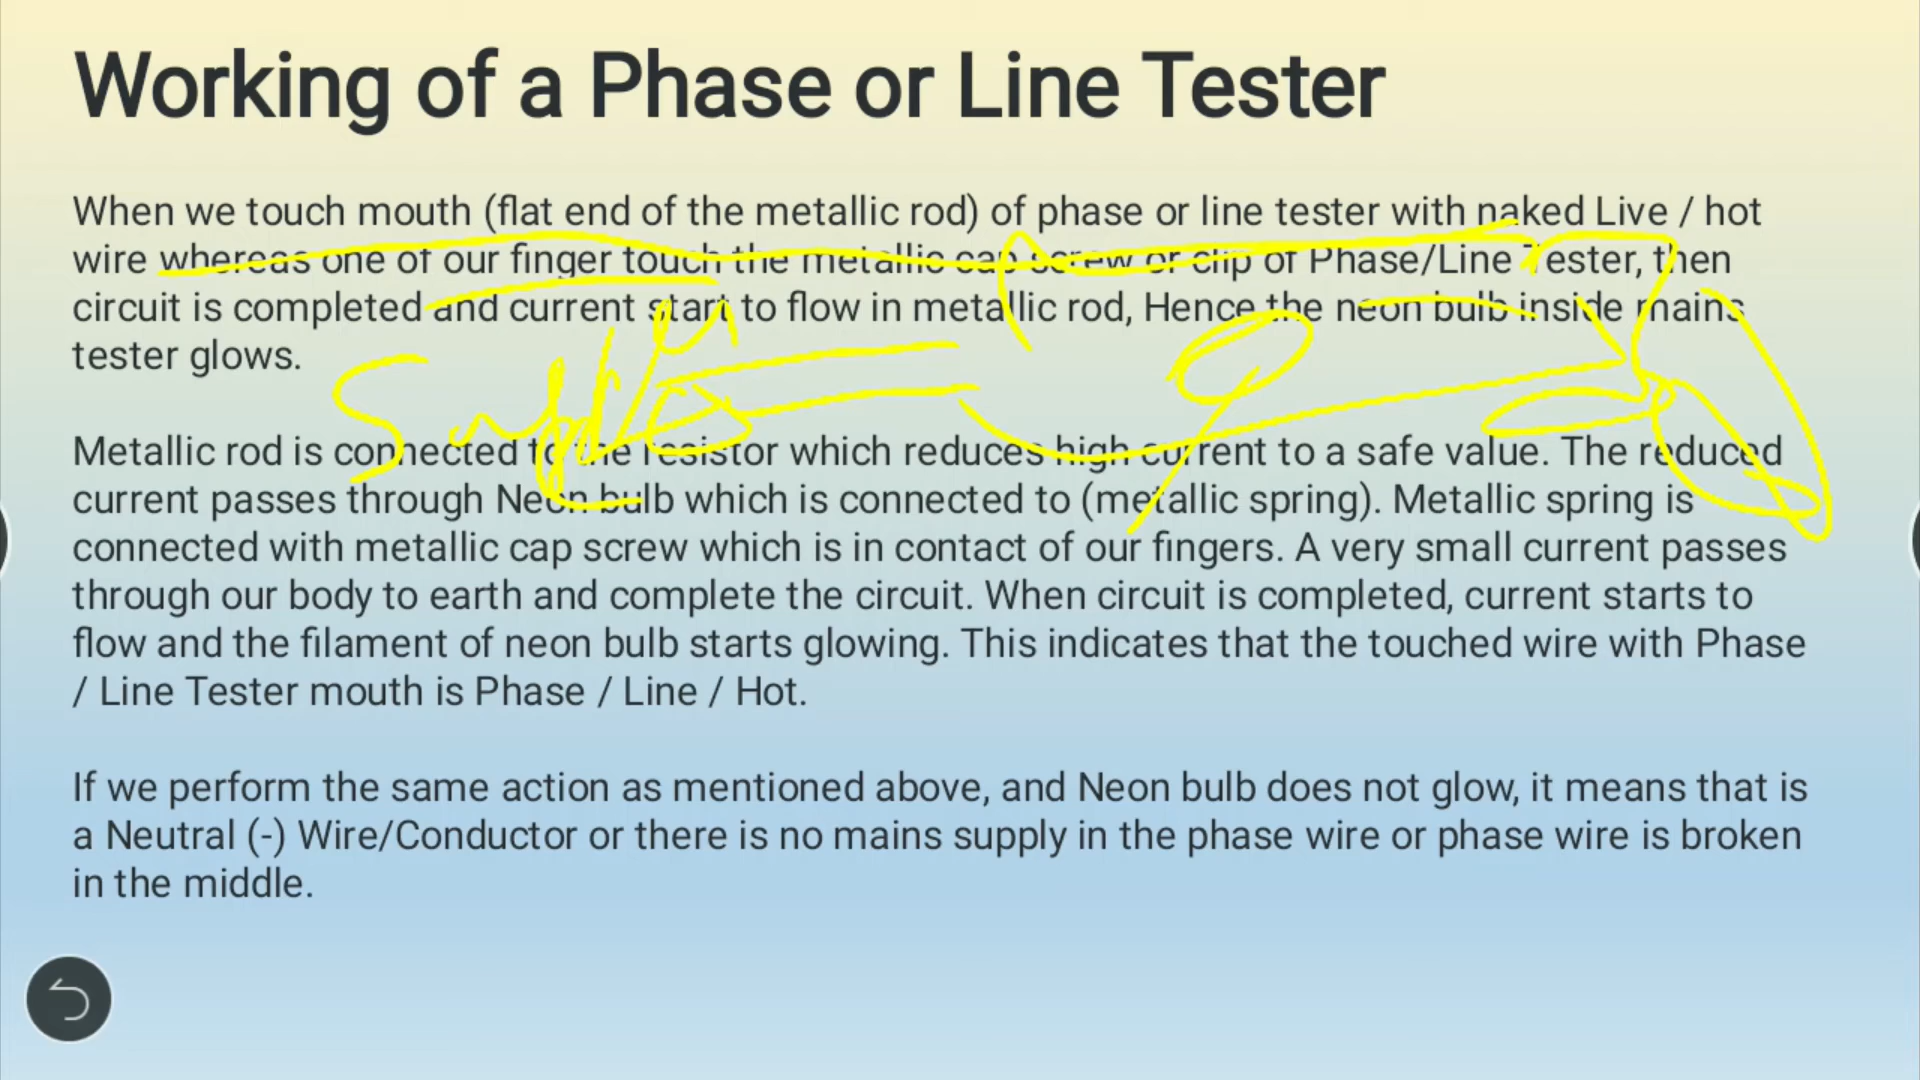 Working of a Phase or Line Tester
When we touch mouth (flat end of the metallic rod) of phase or line tester with naked Live / hot
wire whereas one of our finger touch the metallic cap screw or clip of Phase/Line Tester, then
circuit is completed and current start to flow in metallic rod, Hence the neon bulb inside mains
tester glows.
Metallic rod is connected to the resistor which reduces high current to a safe value. The reduced
current passes through Neon bulb which is connected to (metallic spring). Metallic spring is
connected with metallic cap screw which is in contact of our fingers. A very small current passes
through our body to earth and complete the circuit. When circuit is completed, current starts to
flow and the filament of neon bulb starts glowing. This indicates that the touched wire with Phase
/ Line Tester mouth is Phase / Line / Hot.
If we perform the same action as mentioned above, and Neon bulb does not glow, it means that is
a Neutral (-) Wire/Conductor or there is no mains supply in the phase wire or phase wire is broken
in the middle.